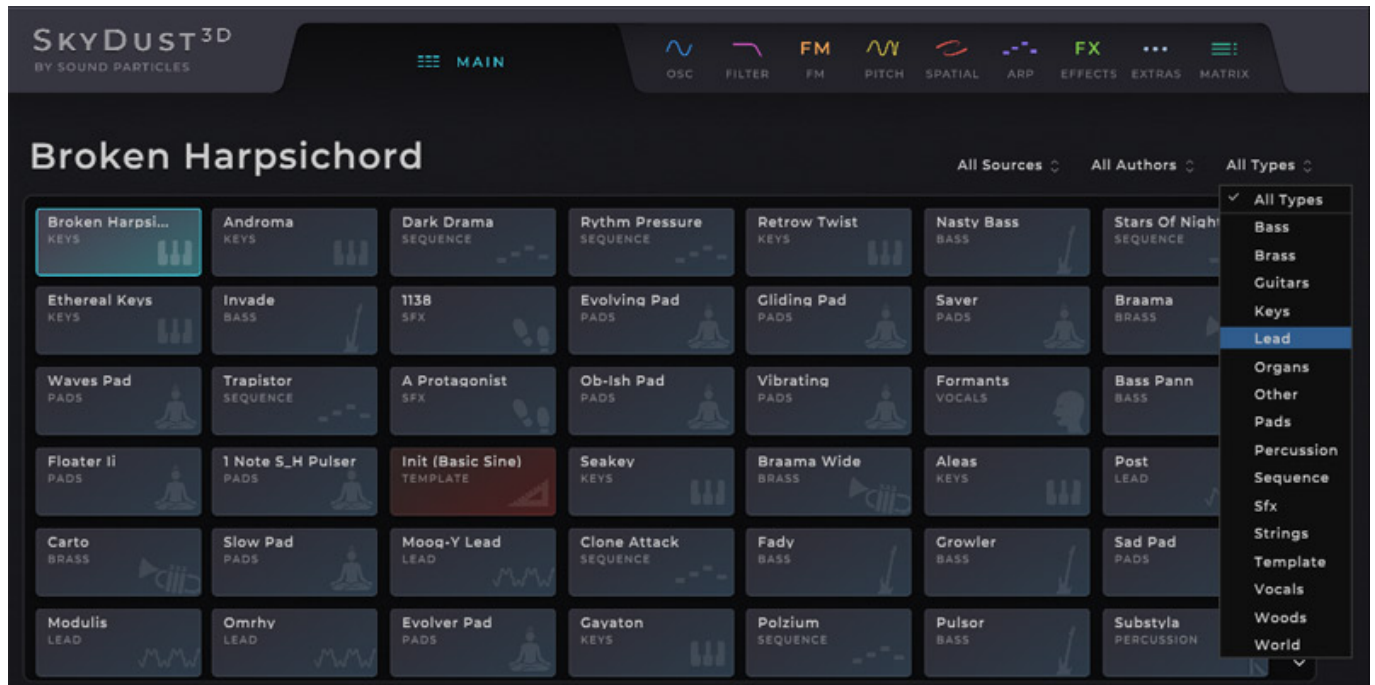 SKYDUST3D
BY SOUND PARTICLES
MAIN
OSC FILTER FM FM PITCH SPATIAL ARP FX EFFECTS EXTRAS MATRIX
Broken Harpsichord
All Sources All Authors All Types
Broken Harpsi... Androma Dark Drama Rythm Pressure Retrow Twist Nasty Bass Stars Of Nigh
KEYS KEYS SEQUENCE SEQUENCE KEYS BASS SEQUENCE
Ethereal Keys Invade 1138 Evolving Pad Gliding Pad Saver Braama
KEYS BASS SFX PADS PADS PADS BRASS
Waves Pad Trapistor A Protagonist Ob-Ish Pad Vibrating Formants Bass Pann
PADS SEQUENCE SFX PADS PADS VOCALS BASS
Floater Ii 1 Note S_H Pulser Init (Basic Sine) Seakey Braama Wide Aleas Post
PADS PADS TEMPLATE KEYS BRASS KEYS LEAD
Carto Slow Pad Moog-Y Lead Clone Attack Fady Growler Sad Pad
BRASS PADS LEAD SEQUENCE BASS BASS PADS
Modulis Omrhy Evolver Pad Gayaton Polzium Pulsor Substyla
LEAD LEAD PADS KEYS SEQUENCE BASS PERCUSSION
All Types
Bass
Brass
Guitars
Keys
Lead
Organs
Other
Pads
Percussion
Sequence
Sfx
Strings
Template
Vocals
Woods
World